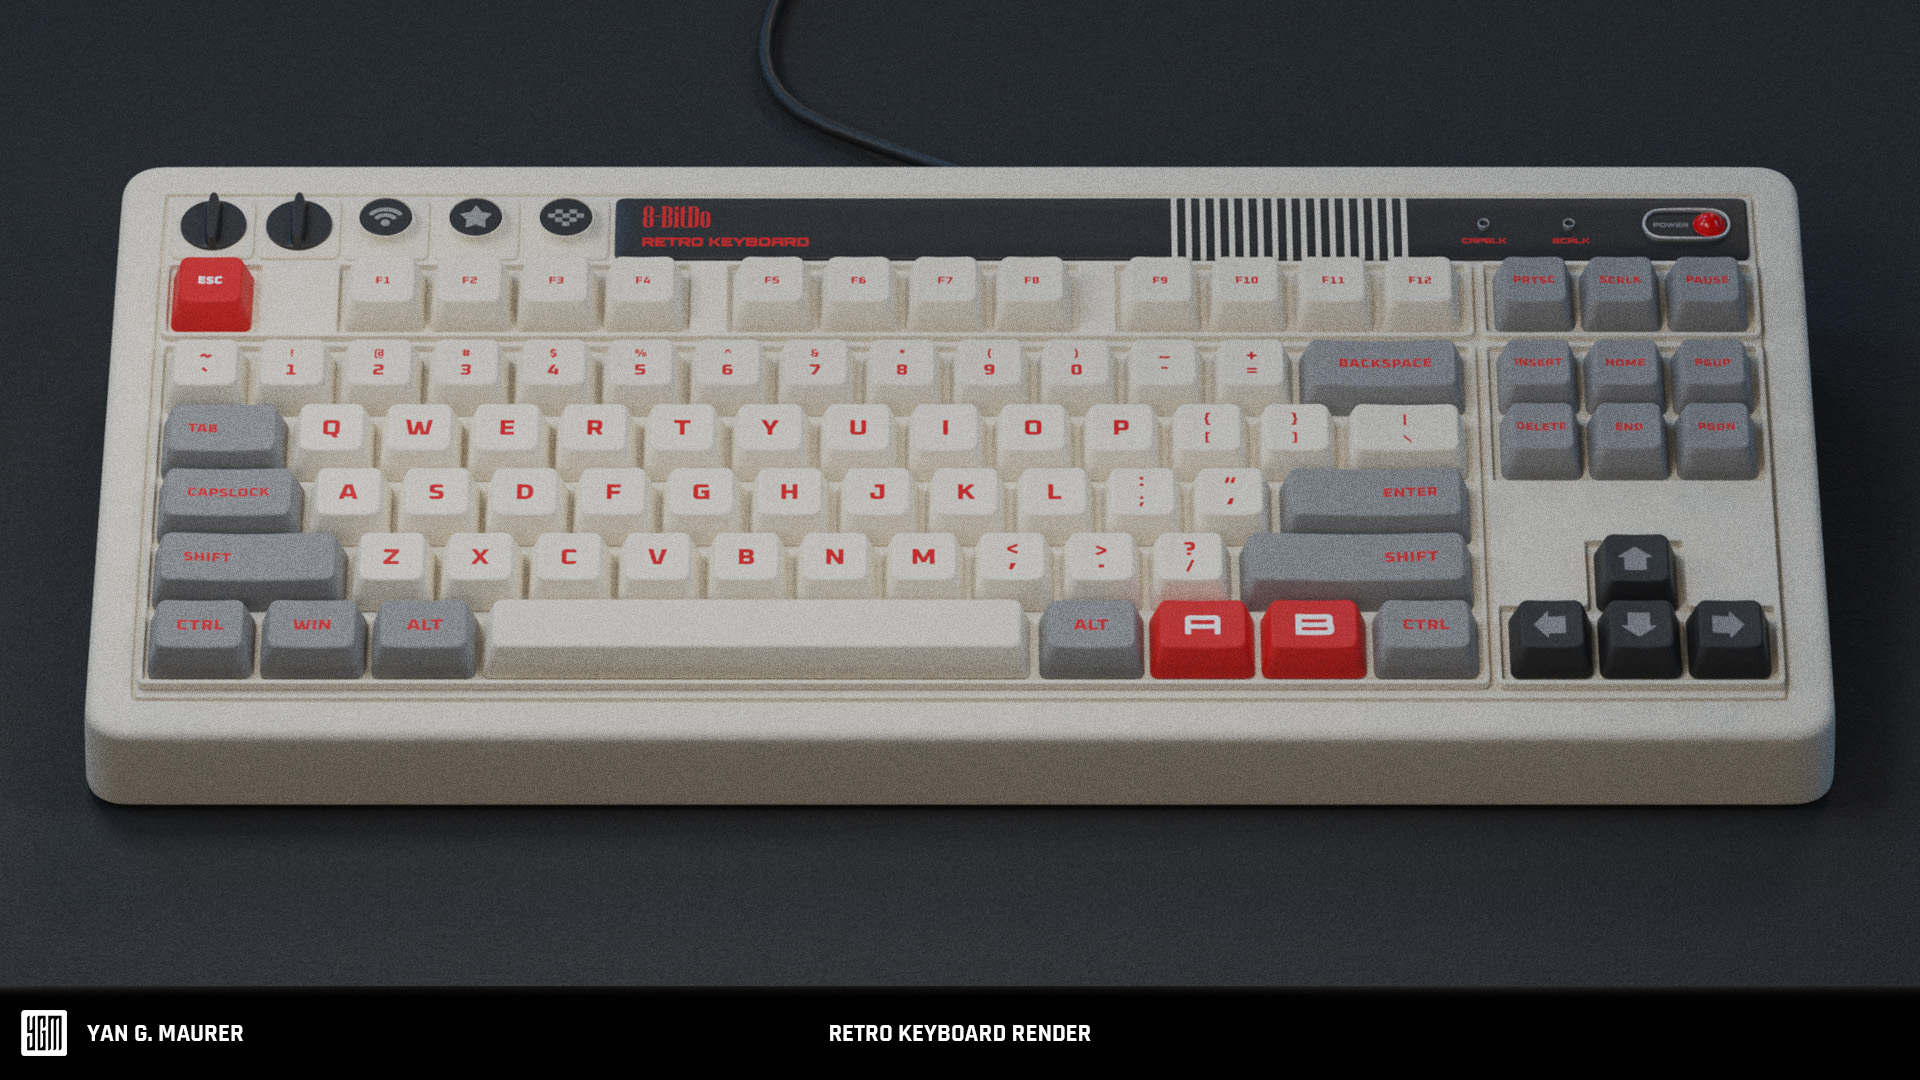 8-BitDo
RETRO KEYBOARD
CAPSLK SCRLK POWER
ESC F1 F2 F3 F4 F5 F6 F7 F8 F9 F10 F11 F12 PRTSC SCRLK PAUSE
~ ! @ # $ % ^ & * ( ) — +
` 1 2 3 4 5 6 7 8 9 0 - = BACKSPACE INSERT HOME PGUP
TAB Q W E R T Y U I O P { [ } ] | \ DELETE END PGDN
CAPSLOCK A S D F G H J K L : ; " ' ENTER
SHIFT Z X C V B N M < , > . ? / SHIFT
CTRL WIN ALT ALT A B CTRL
YGM YAN G. MAURER RETRO KEYBOARD RENDER